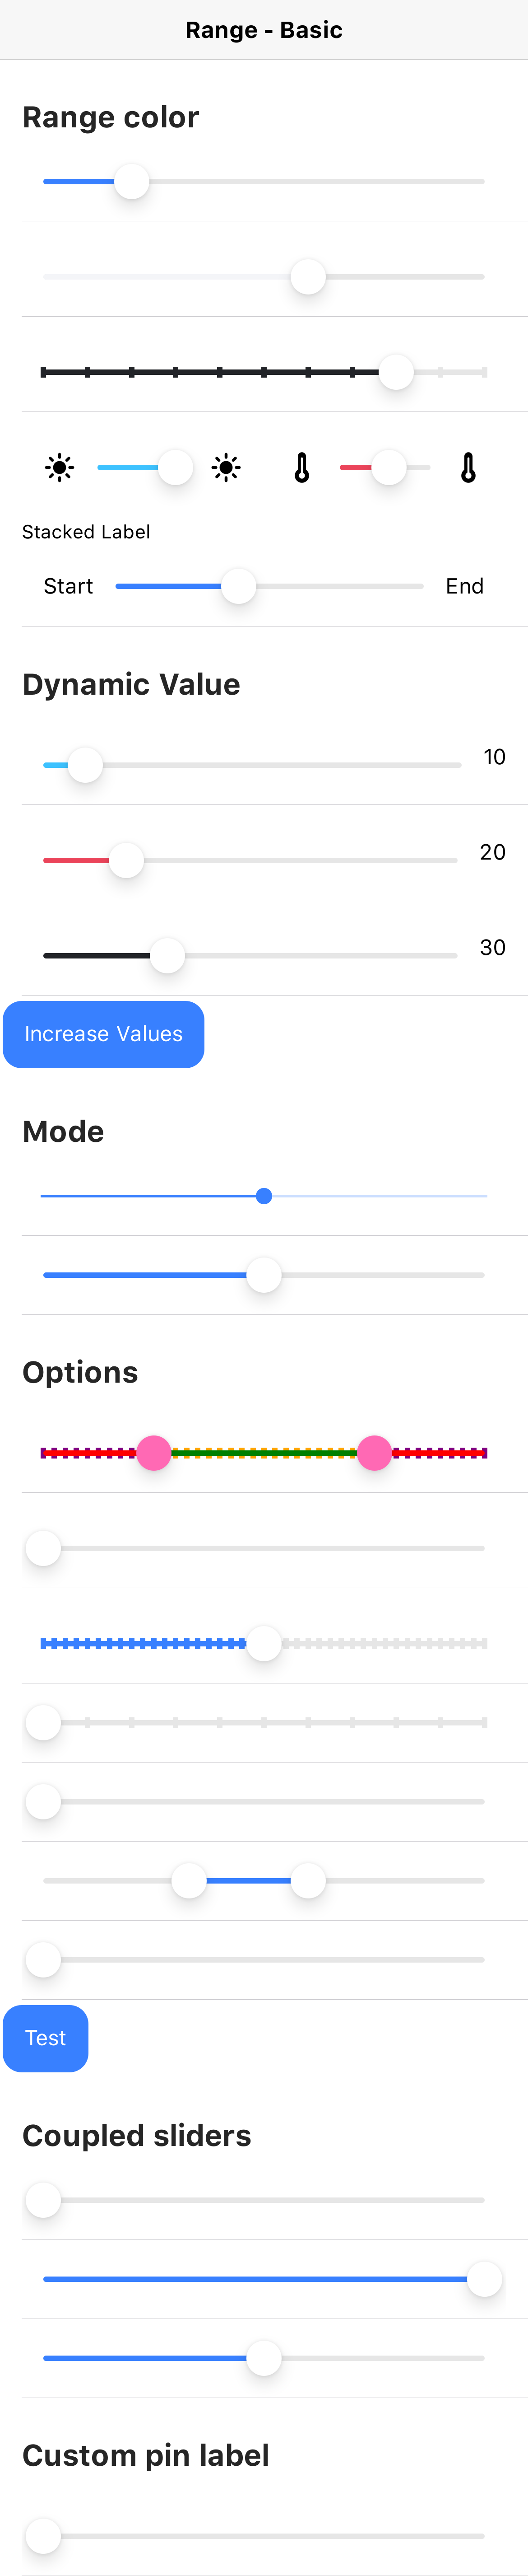 Range - Basic
Range color
Stacked Label
Start End
Dynamic Value
10
20
30
Increase Values
Mode
Options
Test
Coupled sliders
Custom pin label